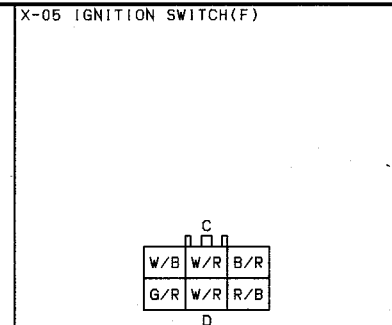 X-05 IGNITION SWITCH(F)
C
W/B W/R B/R
G/R W/R R/B
D